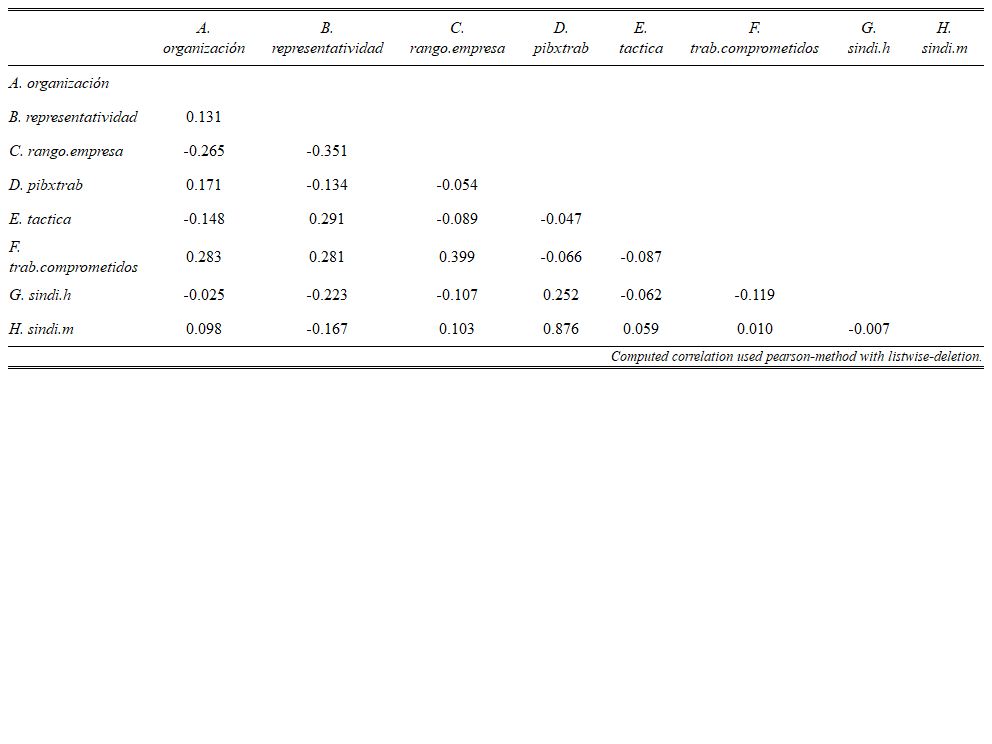 A. B. C. D. E. F. G. H.
organización representatividad rango.empresa pibxtrab tactica trab.comprometidos sindi.h sindi.m
A. organización
B. representatividad 0.131
C. rango.empresa -0.265 -0.351
D. pibxtrab 0.171 -0.134 -0.054
E. tactica -0.148 0.291 -0.089 -0.047
F.
trab.comprometidos 0.283 0.281 0.399 -0.066 -0.087
G. sindi.h -0.025 -0.223 -0.107 0.252 -0.062 -0.119
H. sindi.m 0.098 -0.167 0.103 0.876 0.059 0.010 -0.007
Computed correlation used pearson-method with listwise-deletion.